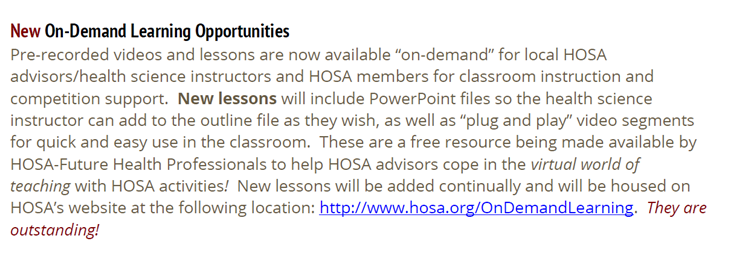 New On-Demand Learning Opportunities
Pre-recorded videos and lessons are now available “on-demand” for local HOSA
advisors/health science instructors and HOSA members for classroom instruction and
competition support.  New lessons will include PowerPoint files so the health science
instructor can add to the outline file as they wish, as well as “plug and play” video segments
for quick and easy use in the classroom.  These are a free resource being made available by
HOSA-Future Health Professionals to help HOSA advisors cope in the virtual world of
teaching with HOSA activities!  New lessons will be added continually and will be housed on
HOSA’s website at the following location: http://www.hosa.org/OnDemandLearning.  They are
outstanding!